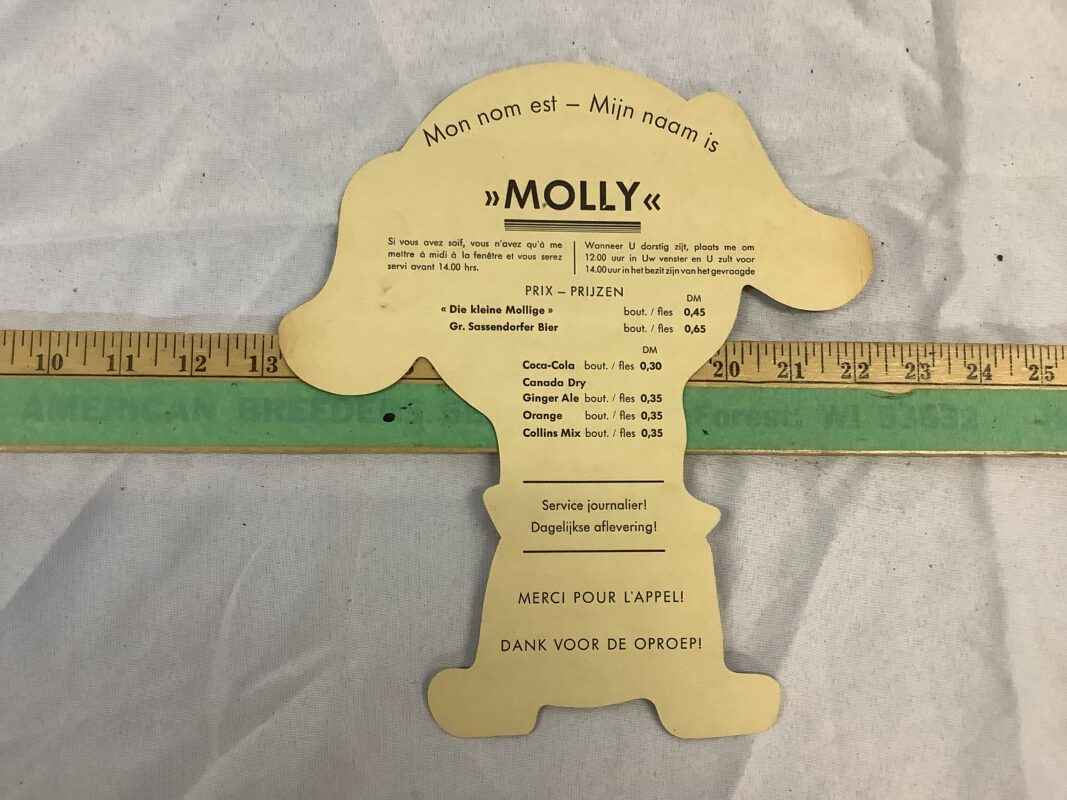 Mon nom est – Mijn naam is
»MOLLY«
Si vous avez soif, vous n'avez qu'à me
mettre à midi à la fenêtre et vous serez
servi avant 14.00 hrs.
Wanneer U dorstig zijt, plaats me om
12.00 uur in Uw venster en U zult voor
14.00 uur in het bezit zijn van het gevraagde
PRIX – PRIJZEN
DM
« Die kleine Mollige » bout. / fles 0,45
Gr. Sassendorfer Bier bout. / fles 0,65
DM
Coca-Cola bout. / fles 0,30
Canada Dry
Ginger Ale bout. / fles 0,35
Orange bout. / fles 0,35
Collins Mix bout. / fles 0,35
Service journalier!
Dagelijkse aflevering!
MERCI POUR L'APPEL!
DANK VOOR DE OPROEP!
10 11 12 13 20 21 22 23 24 25
AMERICAN BREEDERS
Forest, WI